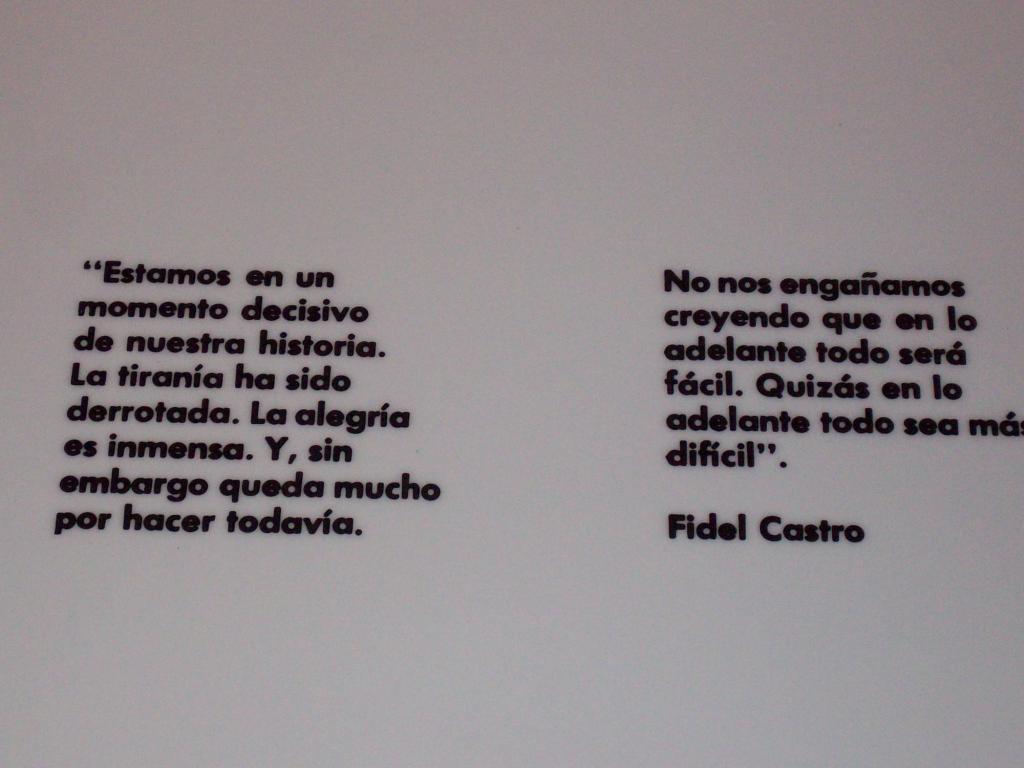 “Estamos en un
momento decisivo
de nuestra historia.
La tiranía ha sido
derrotada. La alegría
es inmensa. Y, sin
embargo queda mucho
por hacer todavía.
No nos engañamos
creyendo que en lo
adelante todo será
fácil. Quizás en lo
adelante todo sea más
difícil”.
Fidel Castro